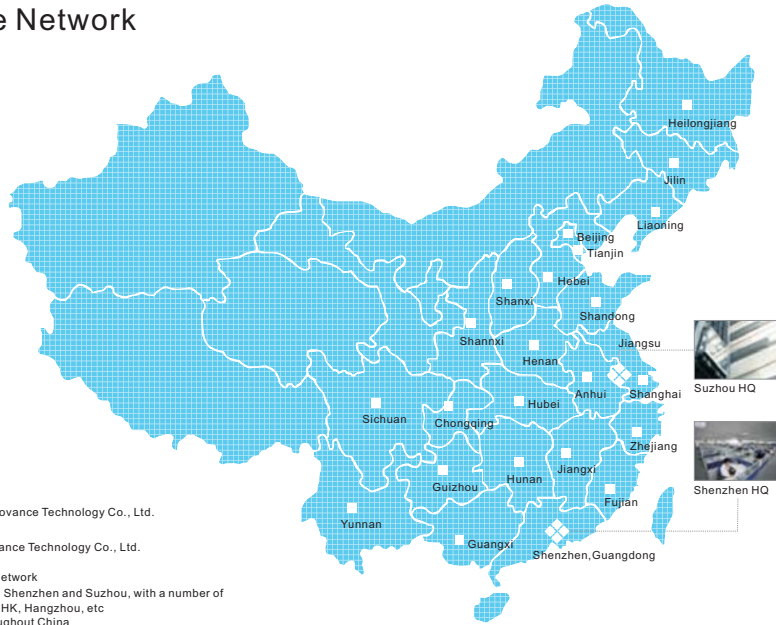 e Network
Heilongjiang
Jilin
Liaoning
Beijing
Tianjin
Hebei
Shanxi
Shandong
Shannxi
Jiangsu
Henan
Suzhou HQ
Anhui
Shanghai
Sichuan
Hubei
Chongqing
Zhejiang
Jiangxi
Hunan
Guizhou
Shenzhen HQ
Fujian
ovance Technology Co., Ltd.
Yunnan
Guangxi
ance Technology Co., Ltd.
Shenzhen,Guangdong
etwork
Shenzhen and Suzhou, with a number of
HK, Hangzhou, etc
ughout China